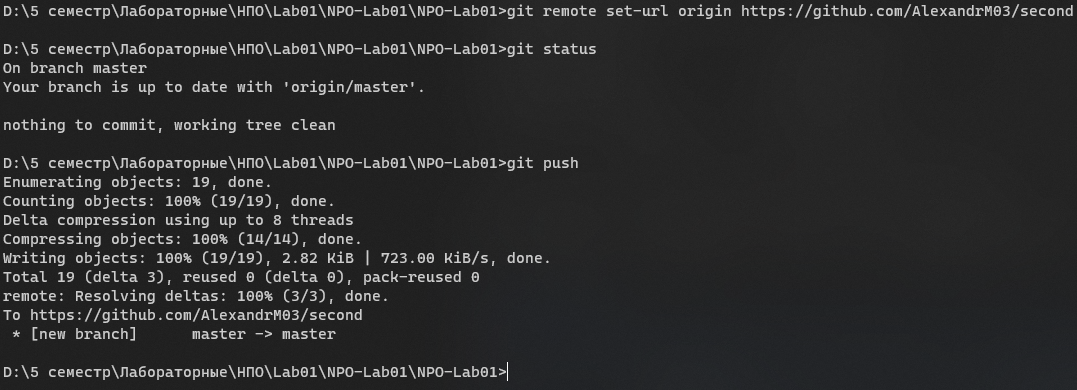 D:\5 семестр\Лабораторные\НПО\Lab01\NPO-Lab01\NPO-Lab01>git remote set-url origin https://github.com/AlexandrM03/second
D:\5 семестр\Лабораторные\НПО\Lab01\NPO-Lab01\NPO-Lab01>git status
On branch master
Your branch is up to date with 'origin/master'.
nothing to commit, working tree clean
D:\5 семестр\Лабораторные\НПО\Lab01\NPO-Lab01\NPO-Lab01>git push
Enumerating objects: 19, done.
Counting objects: 100% (19/19), done.
Delta compression using up to 8 threads
Compressing objects: 100% (14/14), done.
Writing objects: 100% (19/19), 2.82 KiB | 723.00 KiB/s, done.
Total 19 (delta 3), reused 0 (delta 0), pack-reused 0
remote: Resolving deltas: 100% (3/3), done.
To https://github.com/AlexandrM03/second
 * [new branch]      master -> master
D:\5 семестр\Лабораторные\НПО\Lab01\NPO-Lab01\NPO-Lab01>